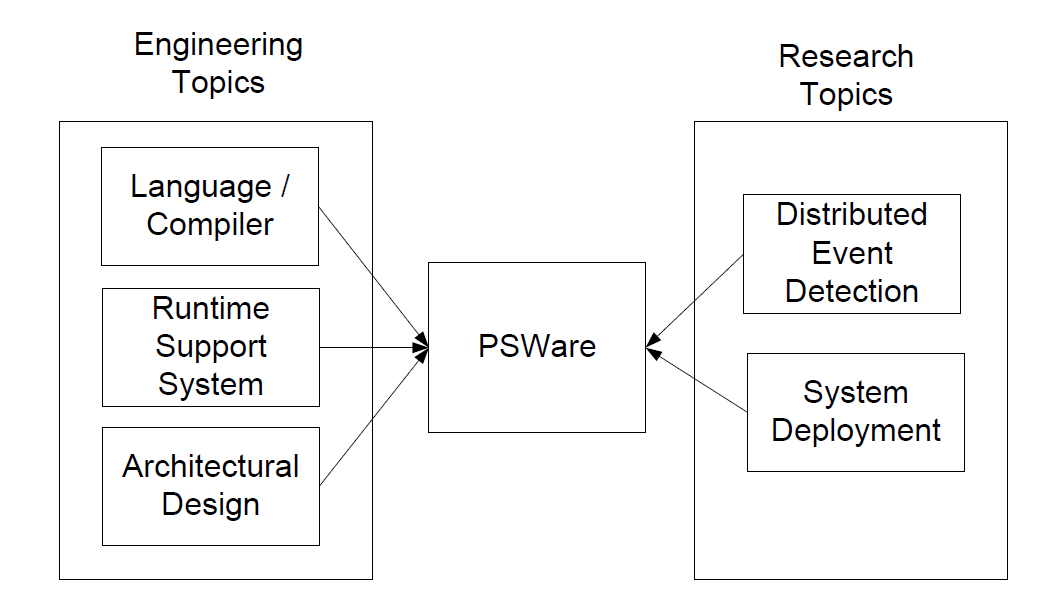 Engineering
Topics
Language /
Compiler
Runtime
Support
System
Architectural
Design
PSWare
Research
Topics
Distributed
Event
Detection
System
Deployment